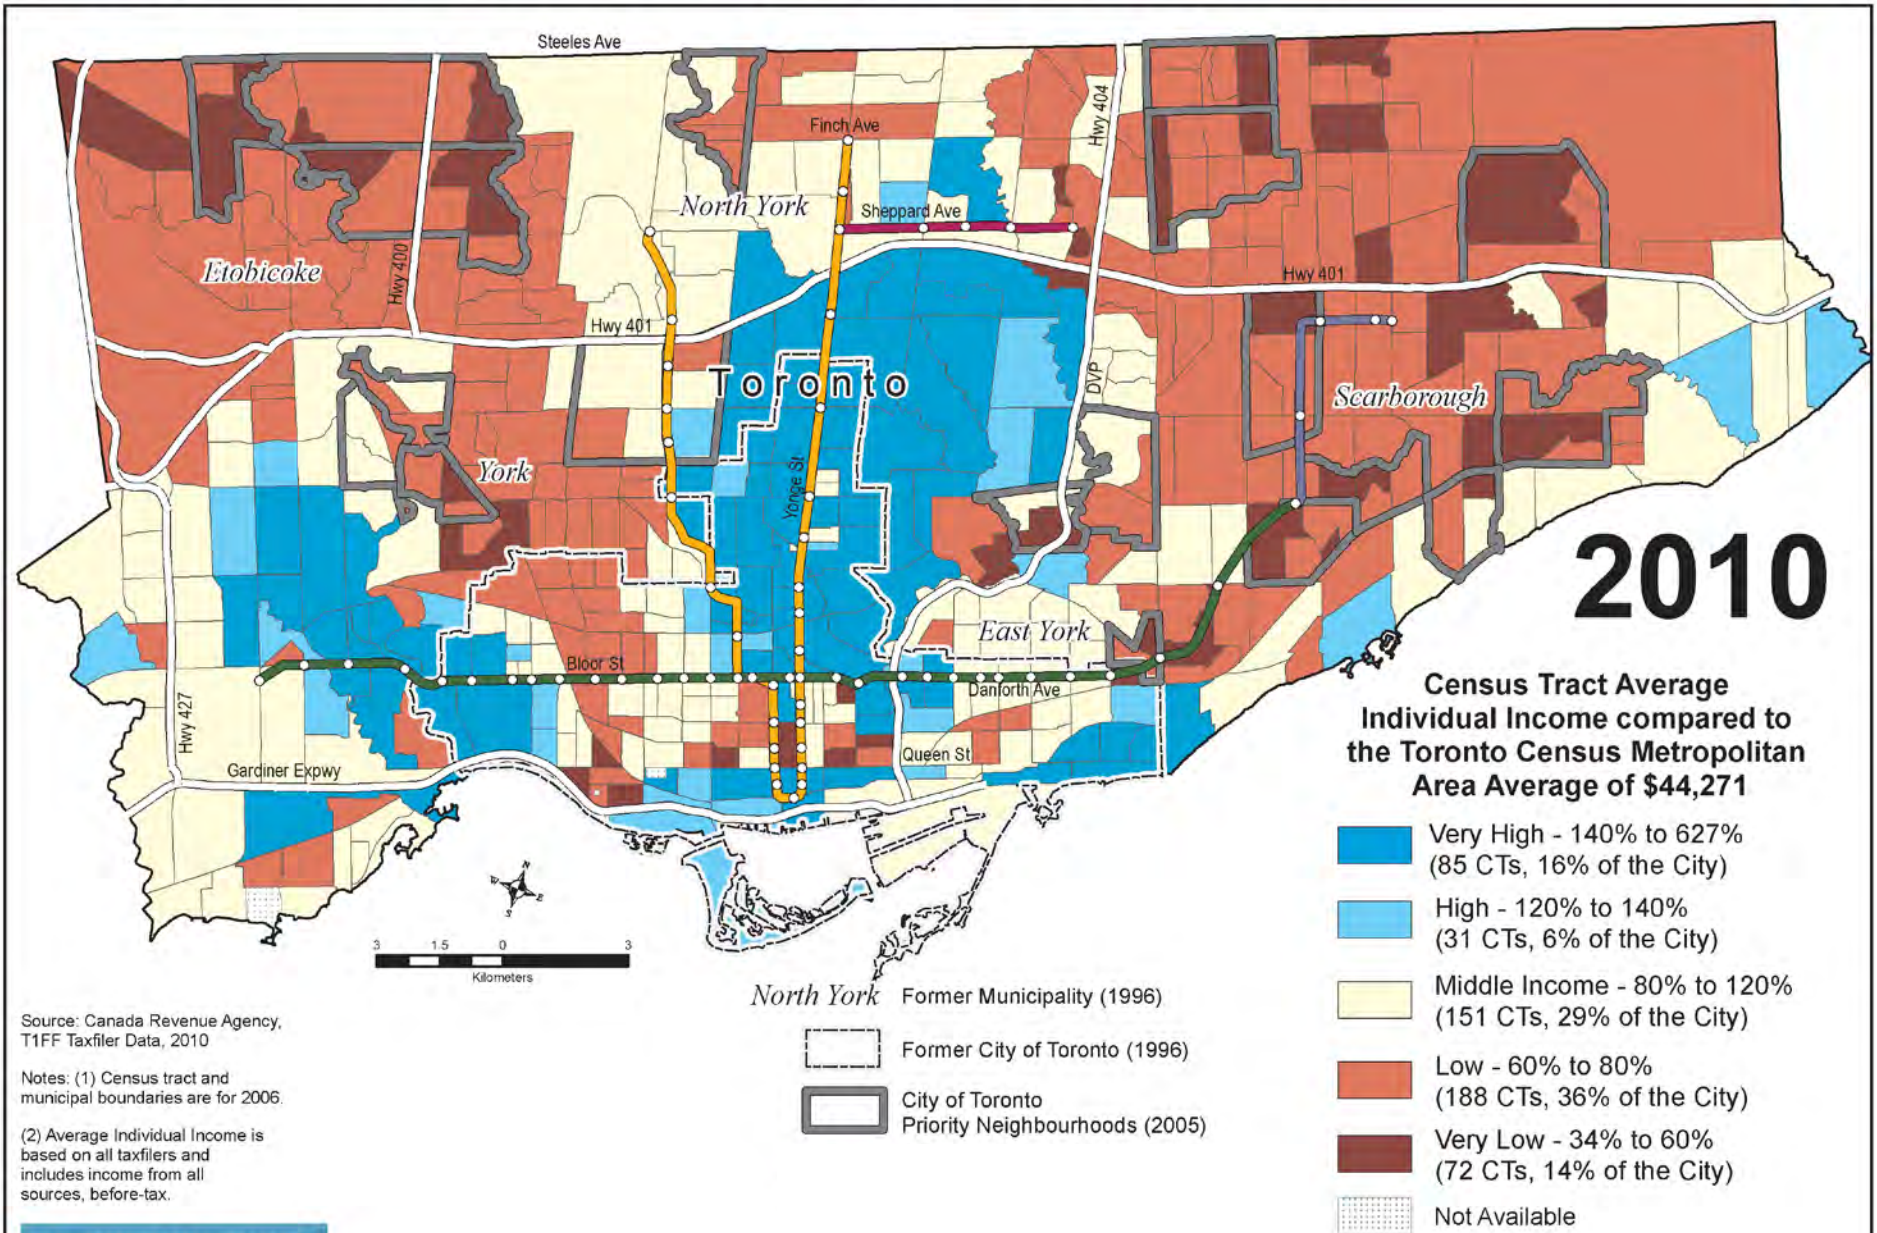 Steeles Ave
Finch Ave
Hwy 404
North York
Sheppard Ave
Etobicoke
Hwy 400
Hwy 401
Hwy 401
DVP
Toronto
Scarborough
York
Yonge St
2010
East York
Bloor St
Danforth Ave
Hwy 427
Queen St
Gardiner Expwy
N
W
E
S
3 1.5 0 3
Kilometers
Census Tract Average
Individual Income compared to
the Toronto Census Metropolitan
Area Average of $44,271
Very High - 140% to 627%
(85 CTs, 16% of the City)
High - 120% to 140%
(31 CTs, 6% of the City)
Middle Income - 80% to 120%
(151 CTs, 29% of the City)
Low - 60% to 80%
(188 CTs, 36% of the City)
Very Low - 34% to 60%
(72 CTs, 14% of the City)
Not Available
North York Former Municipality (1996)
Former City of Toronto (1996)
City of Toronto
Priority Neighbourhoods (2005)
Source: Canada Revenue Agency,
T1FF Taxfiler Data, 2010
Notes: (1) Census tract and
municipal boundaries are for 2006.
(2) Average Individual Income is
based on all taxfilers and
includes income from all
sources, before-tax.